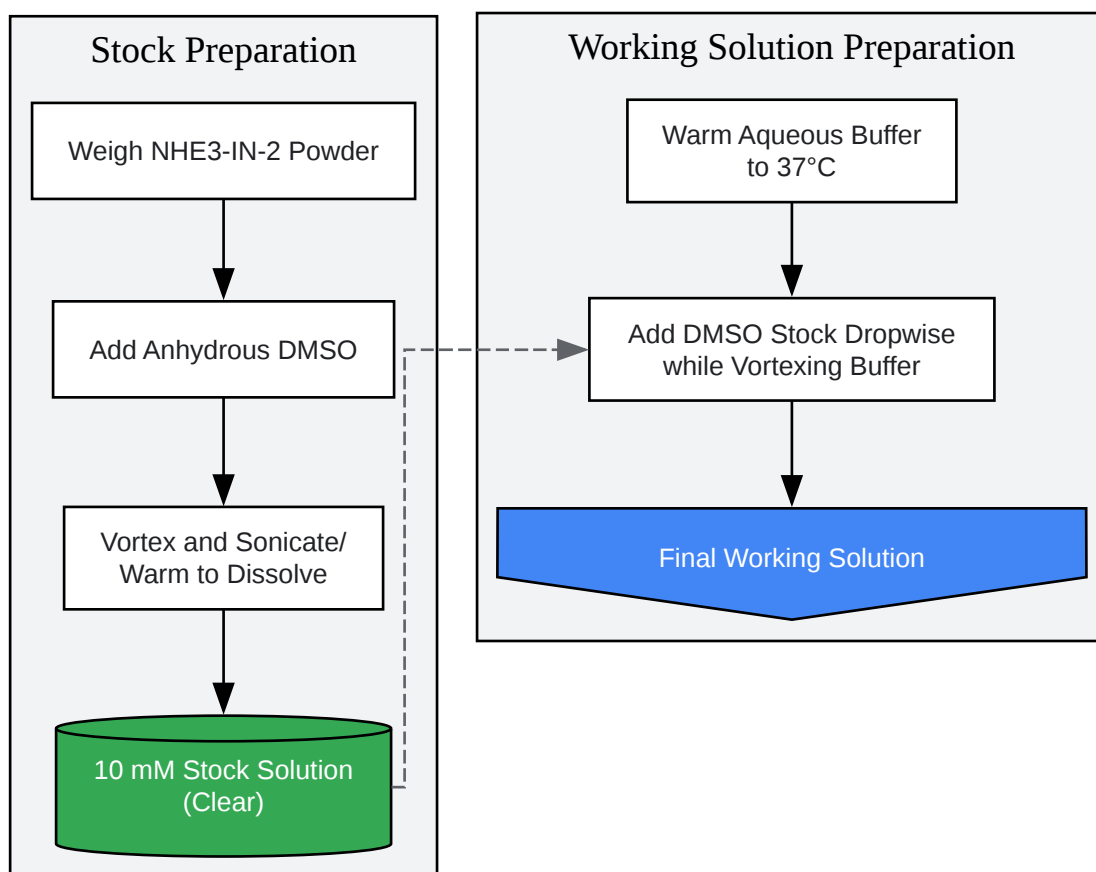 Stock Preparation
Weigh NHE3-IN-2 Powder
Add Anhydrous DMSO
Vortex and Sonicate/
Warm to Dissolve
10 mM Stock Solution
(Clear)
Working Solution Preparation
Warm Aqueous Buffer
to 37°C
Add DMSO Stock Dropwise
while Vortexing Buffer
Final Working Solution